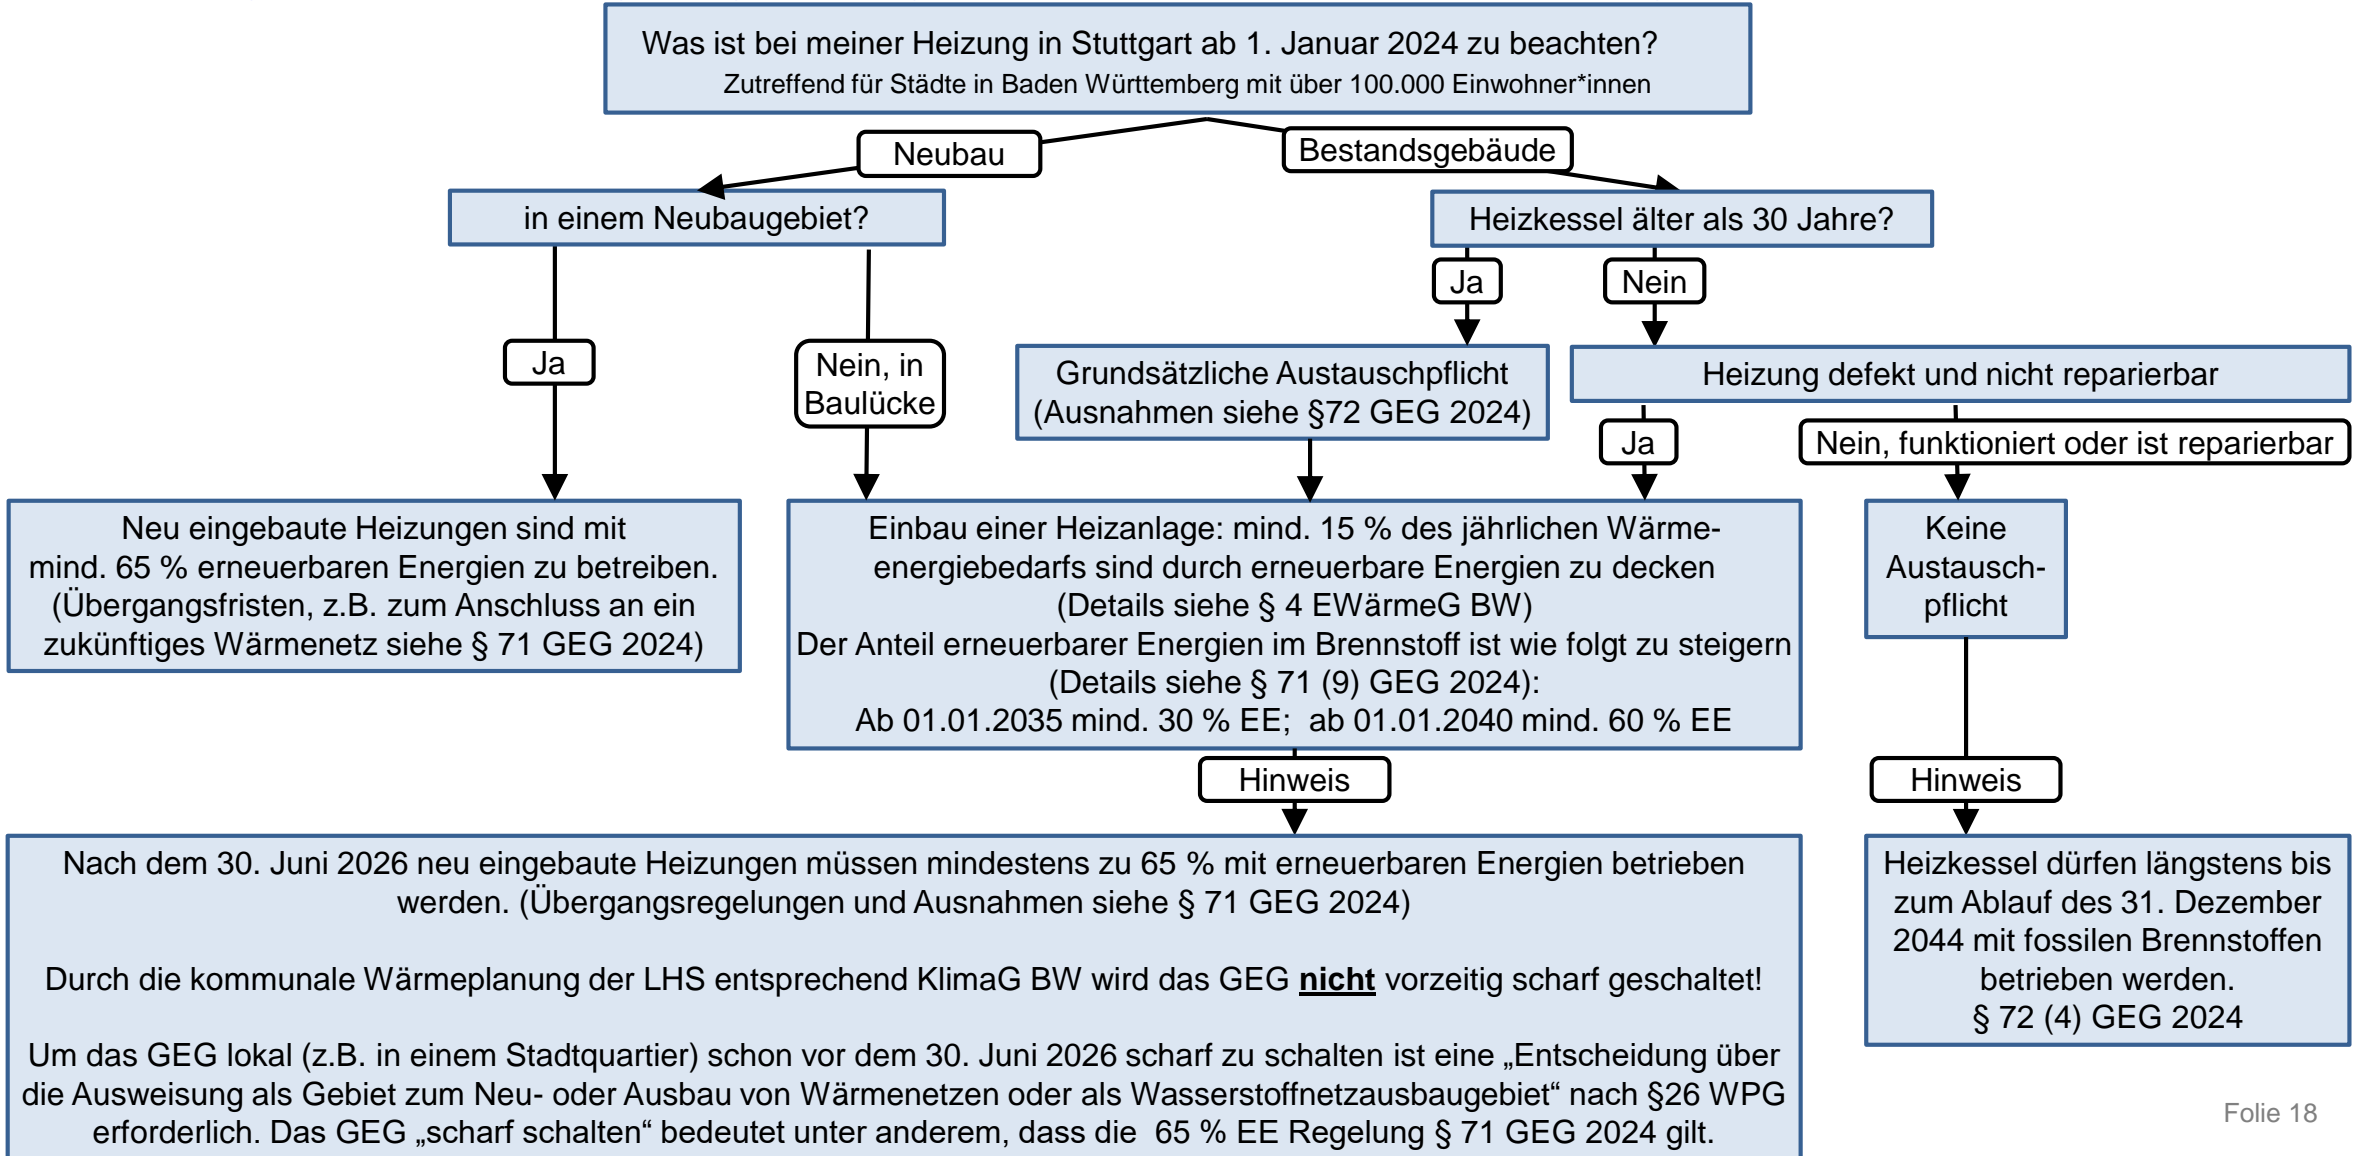 Was ist bei meiner Heizung in Stuttgart ab 1. Januar 2024 zu beachten?
Zutreffend für Städte in Baden Württemberg mit über 100.000 Einwohner*innen
Neubau
Bestandsgebäude
in einem Neubaugebiet?
Heizkessel älter als 30 Jahre?
Ja
Nein
Ja
Nein, in
Baulücke
Grundsätzliche Austauschpflicht
(Ausnahmen siehe §72 GEG 2024)
Heizung defekt und nicht reparierbar
Ja
Nein, funktioniert oder ist reparierbar
Neu eingebaute Heizungen sind mit
mind. 65 % erneuerbaren Energien zu betreiben.
(Übergangsfristen, z.B. zum Anschluss an ein
zukünftiges Wärmenetz siehe § 71 GEG 2024)
Einbau einer Heizanlage: mind. 15 % des jährlichen Wärme-
energiebedarfs sind durch erneuerbare Energien zu decken
(Details siehe § 4 EWärmeG BW)
Der Anteil erneuerbarer Energien im Brennstoff ist wie folgt zu steigern
(Details siehe § 71 (9) GEG 2024):
Ab 01.01.2035 mind. 30 % EE; ab 01.01.2040 mind. 60 % EE
Keine
Austausch-
pflicht
Hinweis
Hinweis
Nach dem 30. Juni 2026 neu eingebaute Heizungen müssen mindestens zu 65 % mit erneuerbaren Energien betrieben
werden. (Übergangsregelungen und Ausnahmen siehe § 71 GEG 2024)
Durch die kommunale Wärmeplanung der LHS entsprechend KlimaG BW wird das GEG nicht vorzeitig scharf geschaltet!
Um das GEG lokal (z.B. in einem Stadtquartier) schon vor dem 30. Juni 2026 scharf zu schalten ist eine „Entscheidung über
die Ausweisung als Gebiet zum Neu- oder Ausbau von Wärmenetzen oder als Wasserstoffnetzausbaugebiet“ nach §26 WPG
erforderlich. Das GEG „scharf schalten“ bedeutet unter anderem, dass die 65 % EE Regelung § 71 GEG 2024 gilt.
Heizkessel dürfen längstens bis
zum Ablauf des 31. Dezember
2044 mit fossilen Brennstoffen
betrieben werden.
§ 72 (4) GEG 2024
Folie 18